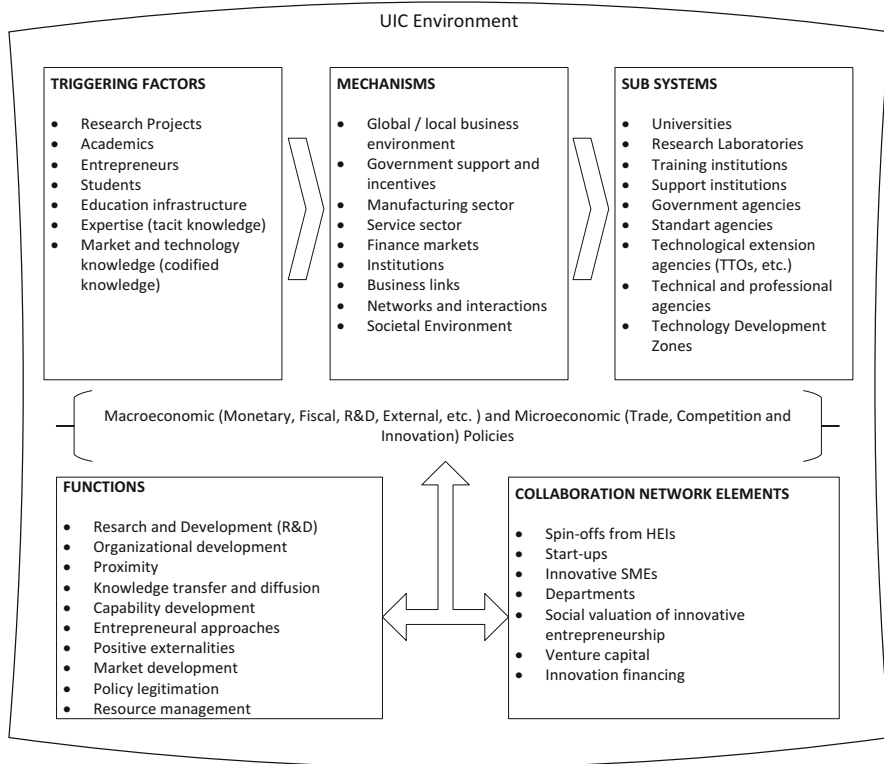 UIC Environment
TRIGGERING FACTORS
• Research Projects
• Academics
• Entrepreneurs
• Students
• Education infrastructure
• Expertise (tacit knowledge)
• Market and technology
knowledge (codified
knowledge)
MECHANISMS
• Global / local business
environment
• Government support and
incentives
• Manufacturing sector
• Service sector
• Finance markets
• Institutions
• Business links
• Networks and interactions
• Societal Environment
SUB SYSTEMS
• Universities
• Research Laboratories
• Training institutions
• Support institutions
• Government agencies
• Standart agencies
• Technological extension
agencies (TTOs, etc.)
• Technical and professional
agencies
• Technology Development
Zones
Macroeconomic (Monetary, Fiscal, R&D, External, etc. ) and Microeconomic (Trade, Competition and
Innovation) Policies
FUNCTIONS
• Resarch and Development (R&D)
• Organizational development
• Proximity
• Knowledge transfer and diffusion
• Capability development
• Entrepreneural approaches
• Positive externalities
• Market development
• Policy legitimation
• Resource management
COLLABORATION NETWORK ELEMENTS
• Spin-offs from HEIs
• Start-ups
• Innovative SMEs
• Departments
• Social valuation of innovative
entrepreneurship
• Venture capital
• Innovation financing